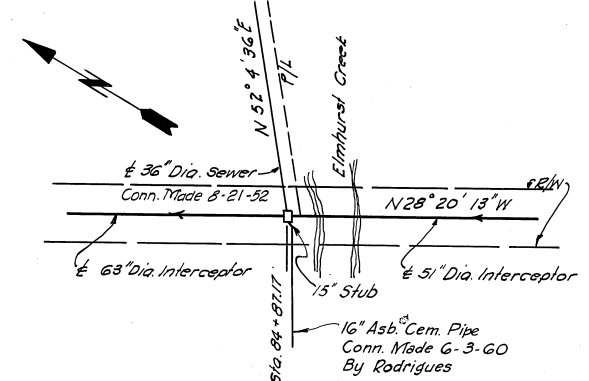 N 52° 4' 36" E
P/L
Elmhurst Creek
N
℄ 36" Dia. Sewer
Conn. Made 8-21-52
R/W
N 28° 20' 13" W
℄ 63" Dia. Interceptor
15" Stub
℄ 51" Dia. Interceptor
Sta. 84 + 87.17
16" Asb. Cem. Pipe
Conn. Made 6-3-60
By Rodrigues